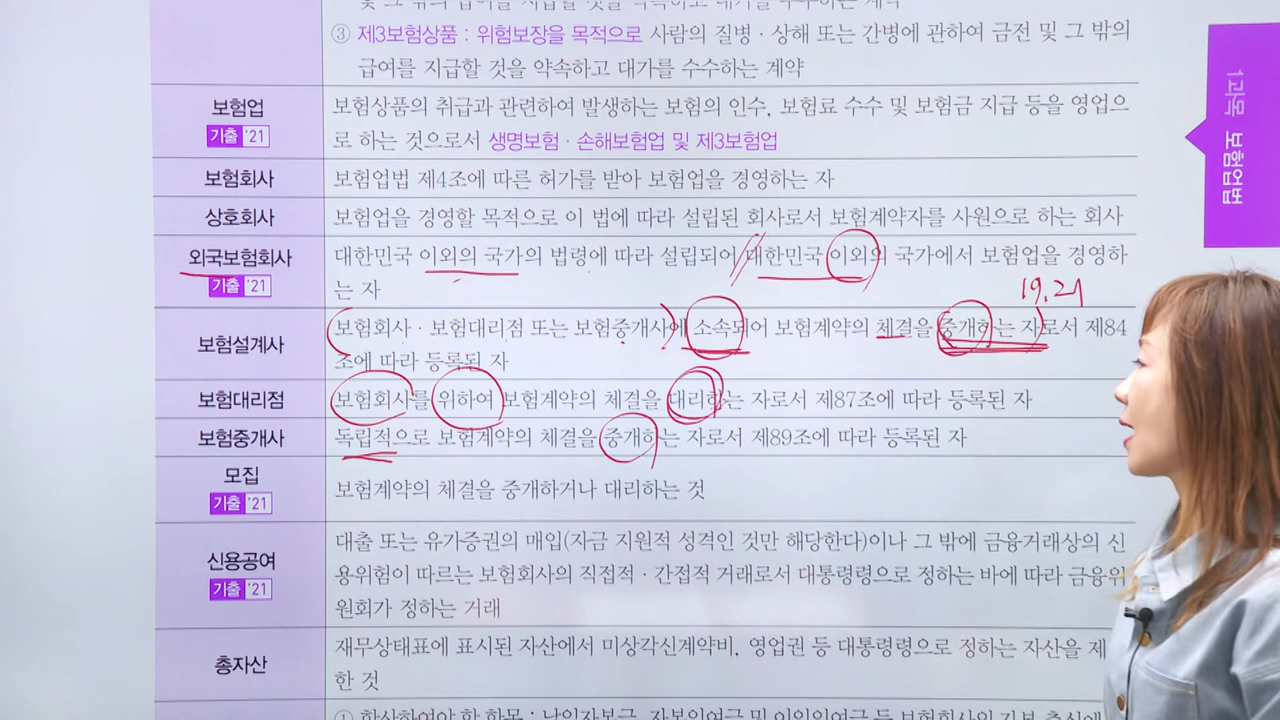 ③ 제3보험상품 : 위험보장을 목적으로 사람의 질병 · 상해 또는 간병에 관하여 금전 및 그 밖의
급여를 지급할 것을 약속하고 대가를 수수하는 계약
보험업
기출 '21
보험상품의 취급과 관련하여 발생하는 보험의 인수, 보험료 수수 및 보험금 지급 등을 영업으
로 하는 것으로서 생명보험 · 손해보험업 및 제3보험업
보험회사
보험업법 제4조에 따른 허가를 받아 보험업을 경영하는 자
상호회사
보험업을 경영할 목적으로 이 법에 따라 설립된 회사로서 보험계약자를 사원으로 하는 회사
외국보험회사
기출 '21
대한민국 이외의 국가의 법령에 따라 설립되어 대한민국 이외의 국가에서 보험업을 경영하
는 자
19, 21
보험설계사
보험회사 · 보험대리점 또는 보험중개사에 소속되어 보험계약의 체결을 중개하는 자로서 제84
조에 따라 등록된 자
보험대리점
보험회사를 위하여 보험계약의 체결을 대리하는 자로서 제87조에 따라 등록된 자
보험중개사
독립적으로 보험계약의 체결을 중개하는 자로서 제89조에 따라 등록된 자
모집
기출 '21
보험계약의 체결을 중개하거나 대리하는 것
신용공여
기출 '21
대출 또는 유가증권의 매입(자금 지원적 성격인 것만 해당한다)이나 그 밖에 금융거래상의 신
용위험이 따르는 보험회사의 직접적 · 간접적 거래로서 대통령령으로 정하는 바에 따라 금융위
원회가 정하는 거래
총자산
재무상태표에 표시된 자산에서 미상각신계약비, 영업권 등 대통령령으로 정하는 자산을 제
한 것
1과목 보험업법